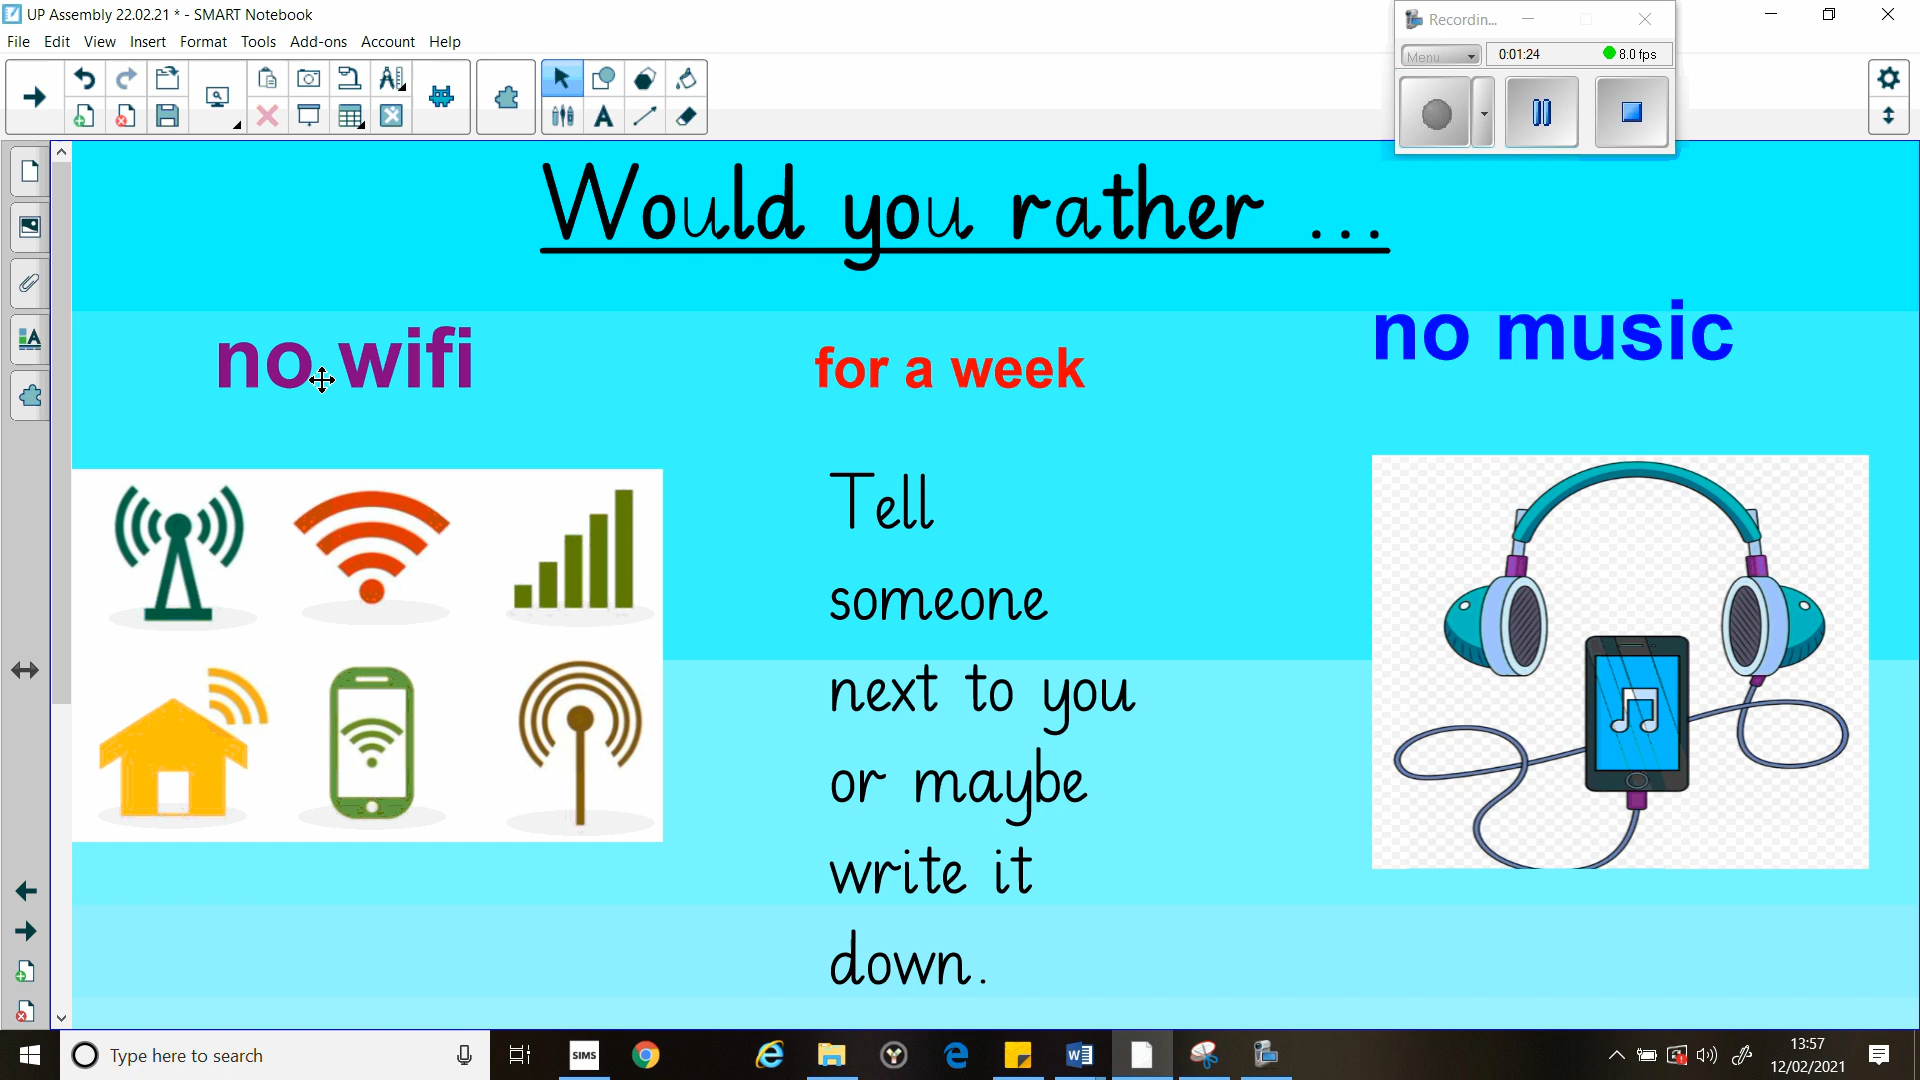 UP Assembly 22.02.21 * - SMART Notebook
File Edit View Insert Format Tools Add-ons Account Help
Recordin...
Menu 0:01:24 8.0 fps
Would you rather ...
no wifi
for a week
no music
Tell
someone
next to you
or maybe
write it
down.
Type here to search
SIMS
13:57
12/02/2021